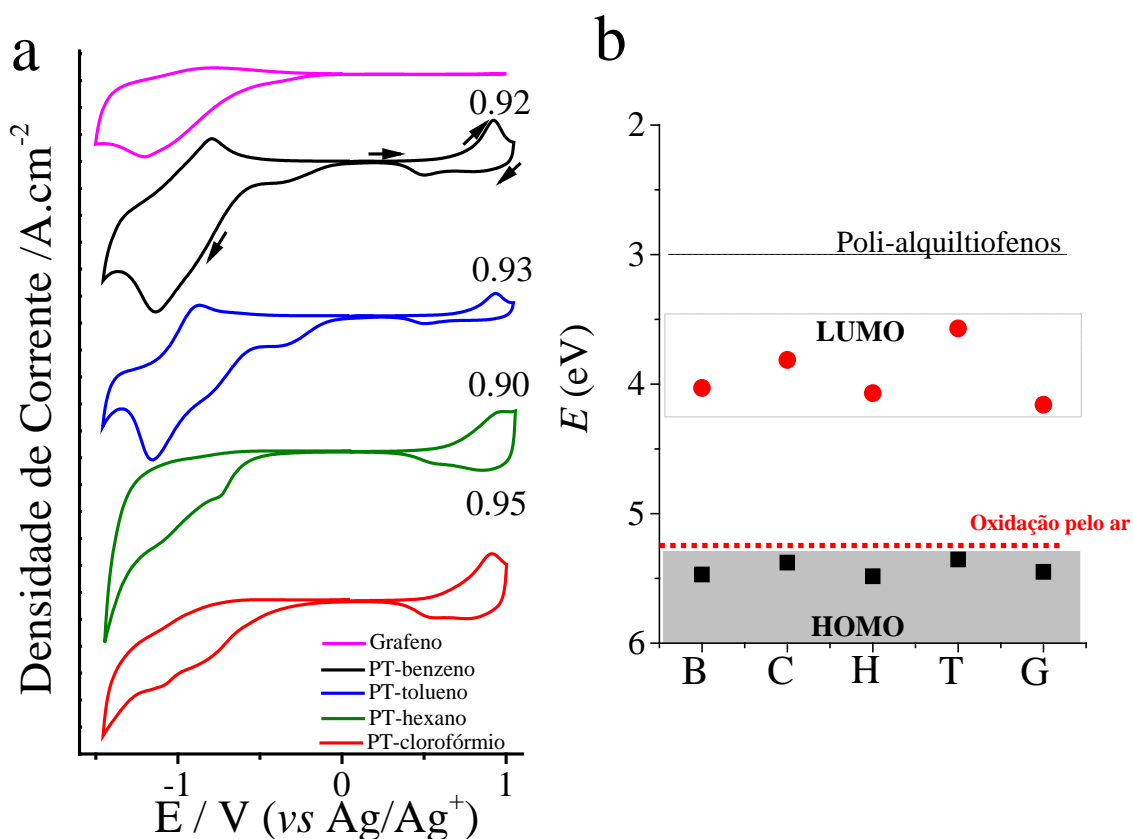 a
Densidade de Corrente /A.cm-2
0.92
0.93
0.90
0.95
Grafeno
PT-benzeno
PT-tolueno
PT-hexano
PT-clorofórmio
-1
0
1
E / V (vs Ag/Ag+)
b
2
3
4
5
6
E (eV)
Poli-alquiltiofenos
LUMO
Oxidação pelo ar
HOMO
B C H T G